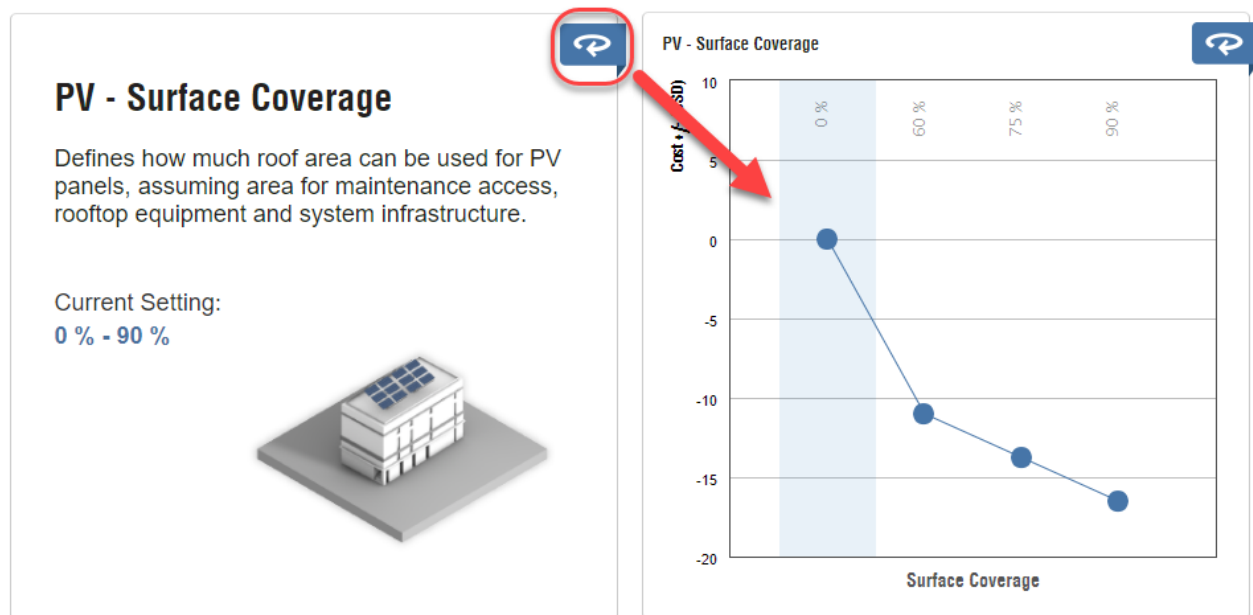 PV - Surface Coverage
Defines how much roof area can be used for PV
panels, assuming area for maintenance access,
rooftop equipment and system infrastructure.
Current Setting:
0 % - 90 %
PV - Surface Coverage
Cost +/
SD)
10
5
0
-5
-10
-15
-20
0 %
60 %
75 %
90 %
Surface Coverage